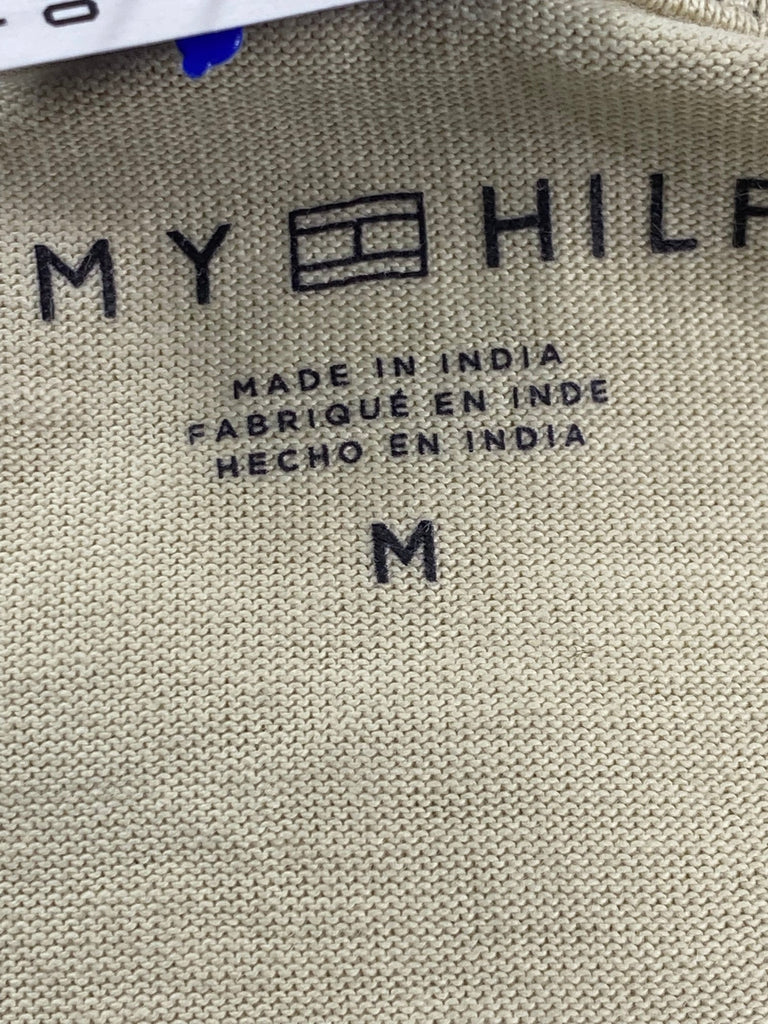 MY HILF
MADE IN INDIA
FABRIQUÉ EN INDE
HECHO EN INDIA
M